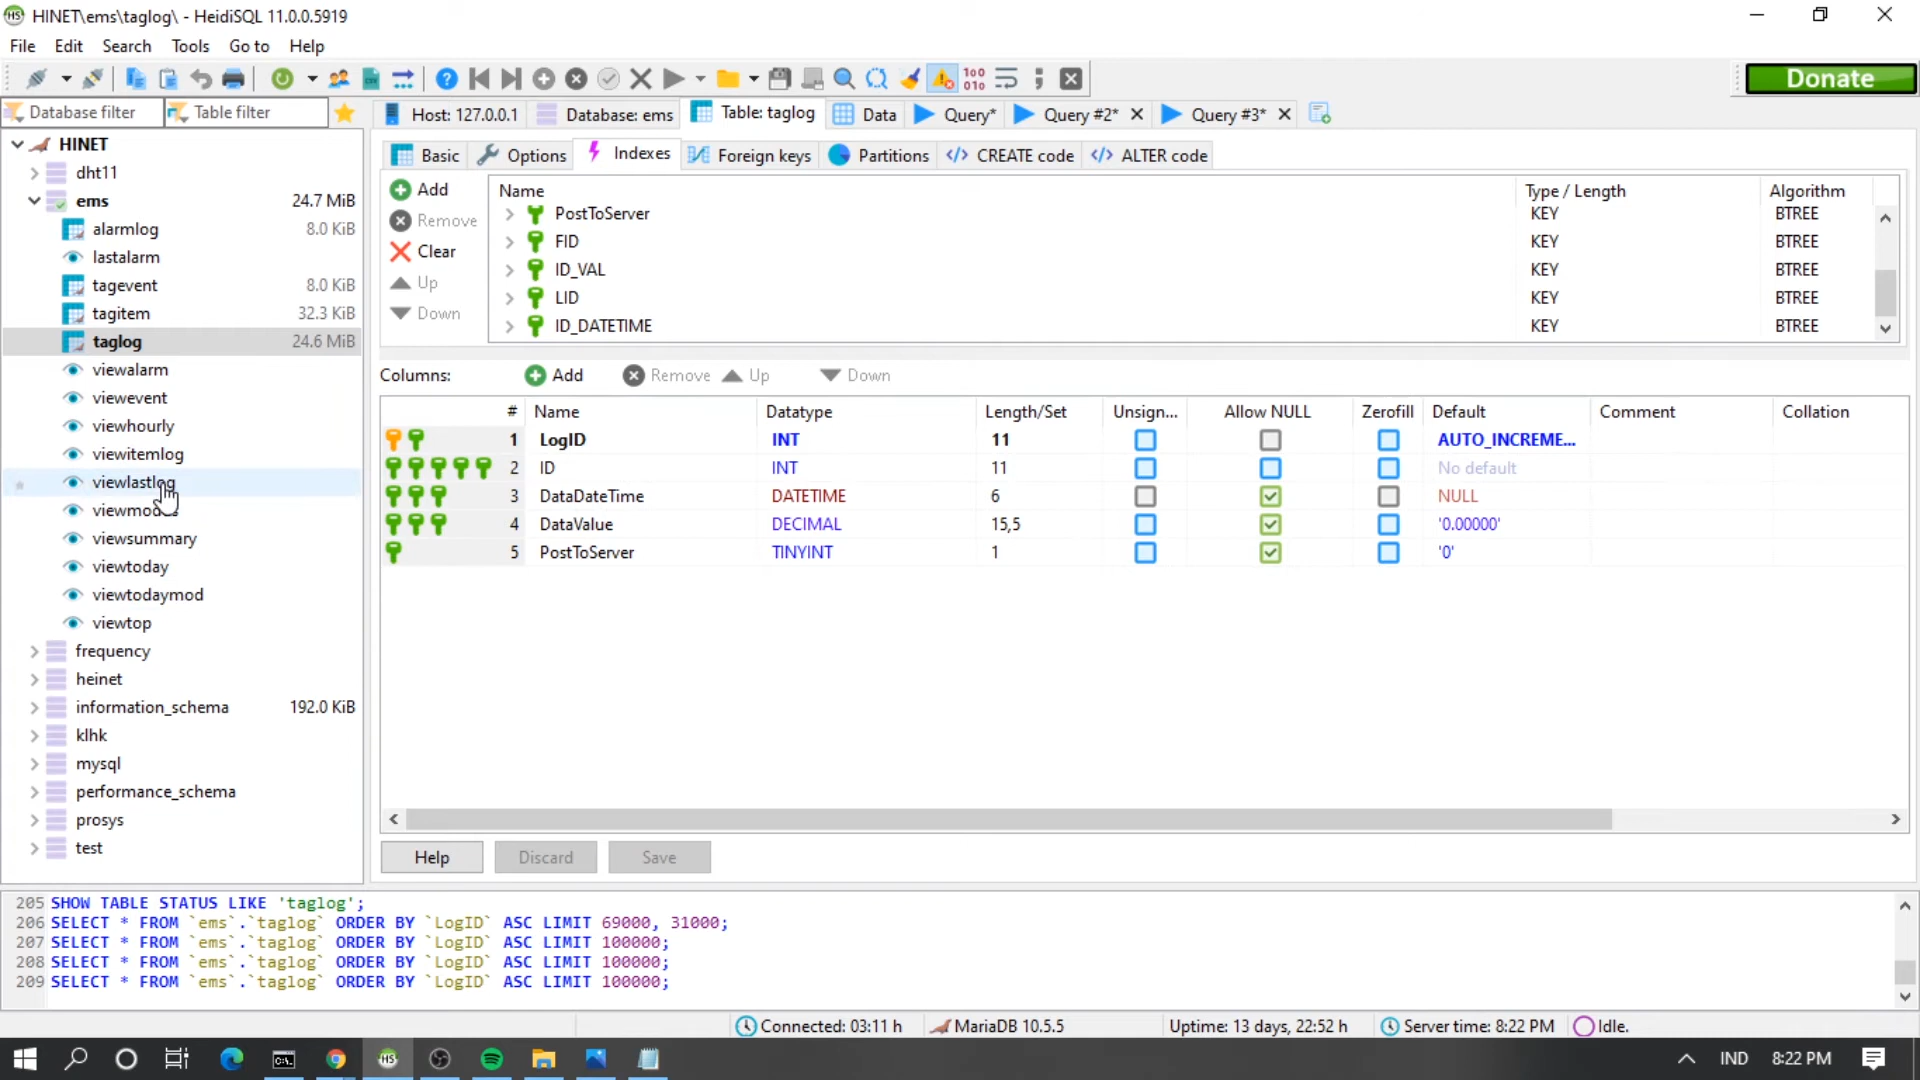 HINET\ems\taglog\ - HeidiSQL 11.0.0.5919
File Edit Search Tools Go to Help
Donate
Database filter Table filter Host: 127.0.0.1 Database: ems Table: taglog Data Query* Query #2* Query #3*
HINET
dht11
ems 24.7 MiB
alarmlog 8.0 KiB
lastalarm
tagevent 8.0 KiB
tagitem 32.3 KiB
taglog 24.6 MiB
viewalarm
viewevent
viewhourly
viewitemlog
viewlastlog
viewsummary
viewtoday
viewtodaymod
viewtop
frequency
heinet
information_schema 192.0 KiB
klhk
mysql
performance_schema
prosys
test
Basic Options Indexes Foreign keys Partitions CREATE code ALTER code
Add
Remove
Clear
Up
Down
Name Type / Length Algorithm
PostToServer KEY BTREE
FID KEY BTREE
ID_VAL KEY BTREE
LID KEY BTREE
ID_DATETIME KEY BTREE
Columns: Add Remove Up Down
# Name Datatype Length/Set Unsign... Allow NULL Zerofill Default Comment Collation
1 LogID INT 11 AUTO_INCREME...
2 ID INT 11 No default
3 DataDateTime DATETIME 6 NULL
4 DataValue DECIMAL 15,5 '0.00000'
5 PostToServer TINYINT 1 '0'
Help Discard Save
205 SHOW TABLE STATUS LIKE 'taglog';
206 SELECT * FROM `ems`.`taglog` ORDER BY `LogID` ASC LIMIT 69000, 31000;
207 SELECT * FROM `ems`.`taglog` ORDER BY `LogID` ASC LIMIT 100000;
208 SELECT * FROM `ems`.`taglog` ORDER BY `LogID` ASC LIMIT 100000;
209 SELECT * FROM `ems`.`taglog` ORDER BY `LogID` ASC LIMIT 100000;
Connected: 03:11 h MariaDB 10.5.5 Uptime: 13 days, 22:52 h Server time: 8:22 PM Idle.
IND 8:22 PM